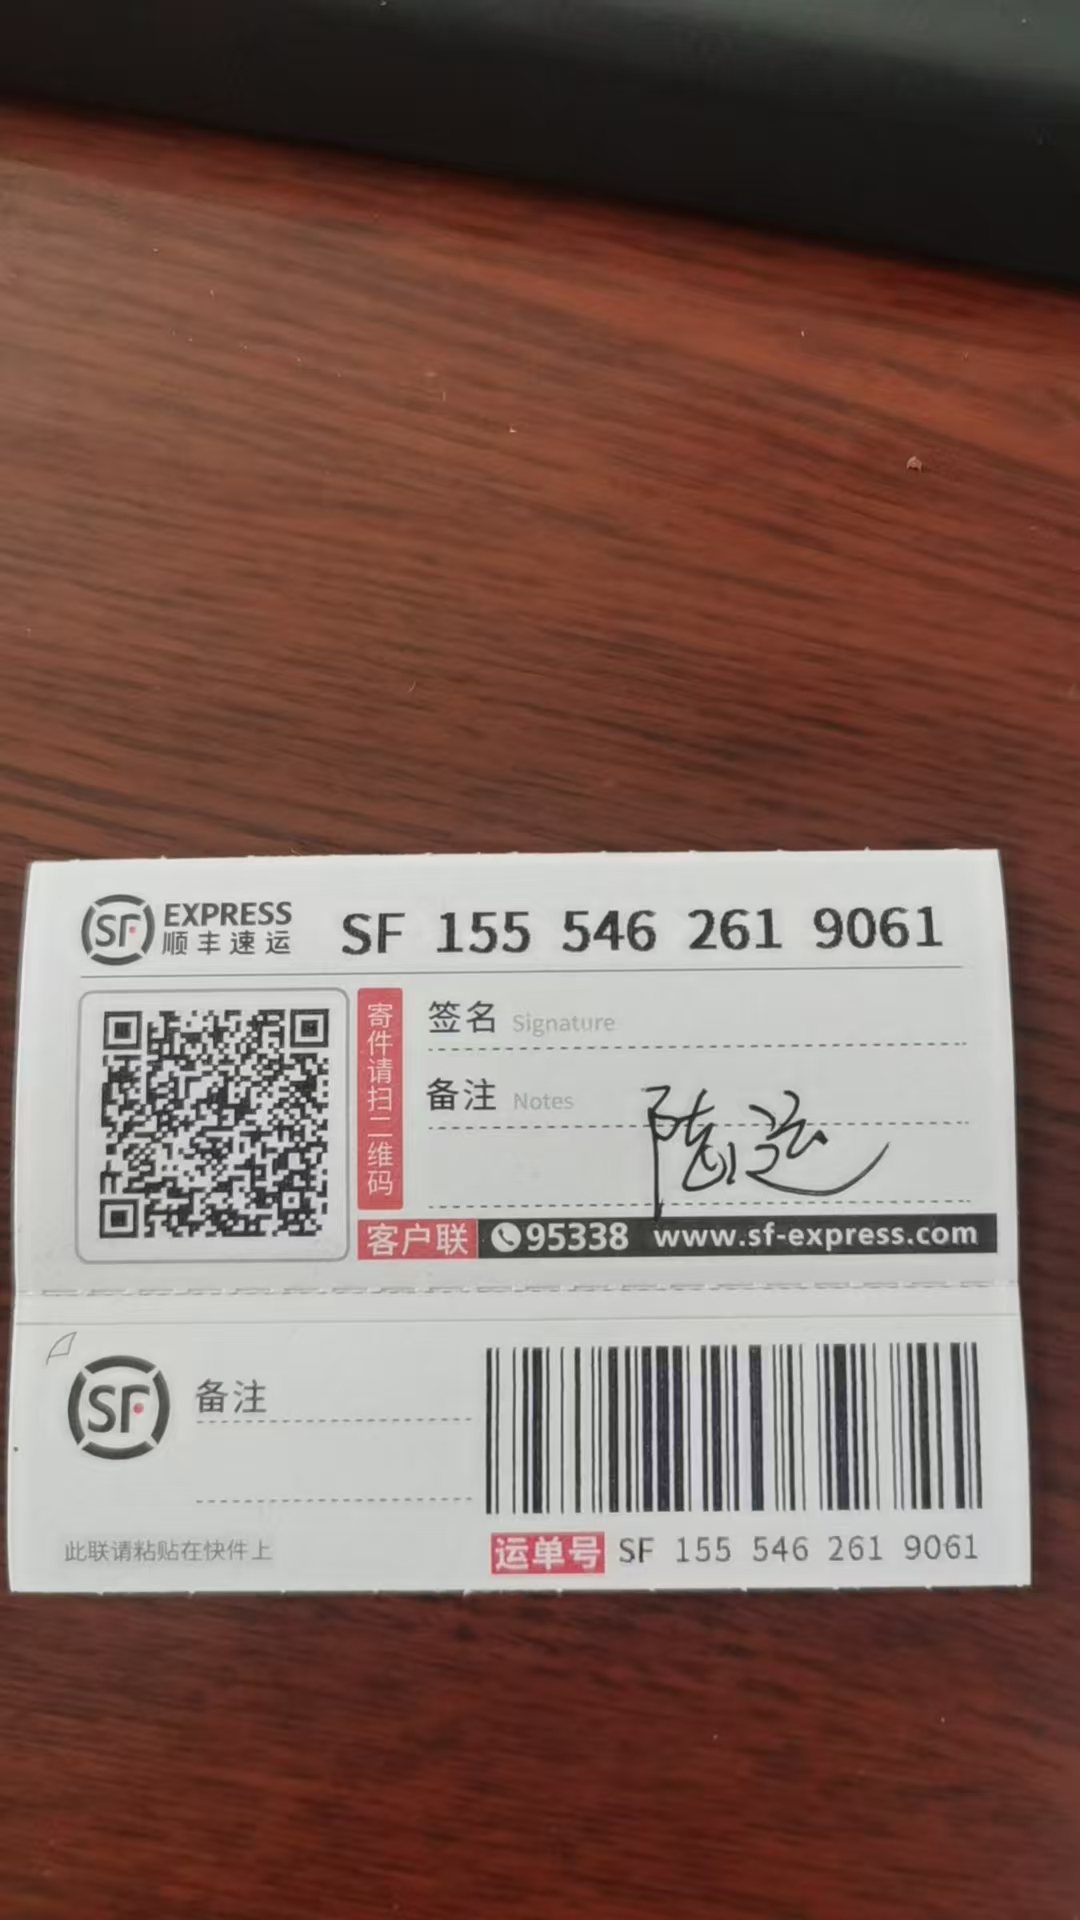 SF EXPRESS
顺丰速运
SF 155 546 261 9061
寄件请扫二维码
签名 Signature
备注 Notes
客户联 95338 www.sf-express.com
SF
备注
此联请粘贴在快件上
运单号 SF 155 546 261 9061